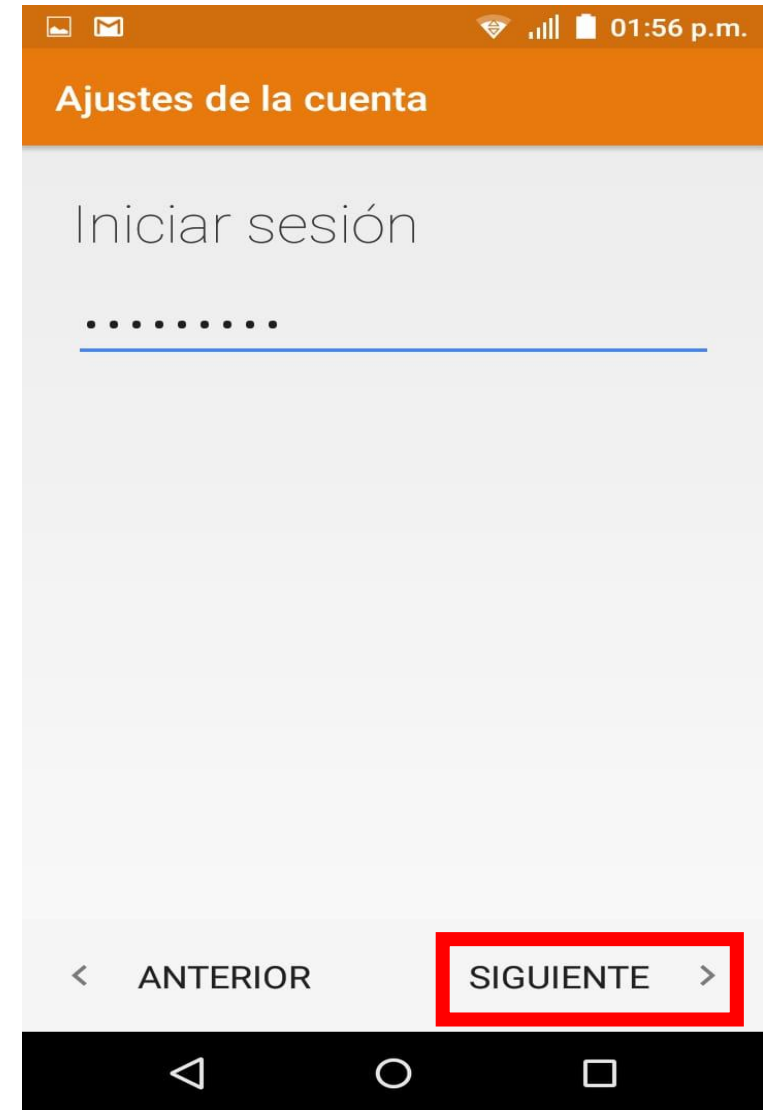 01:56 p.m.
Ajustes de la cuenta
Iniciar sesión
•••••••••
< ANTERIOR SIGUIENTE >